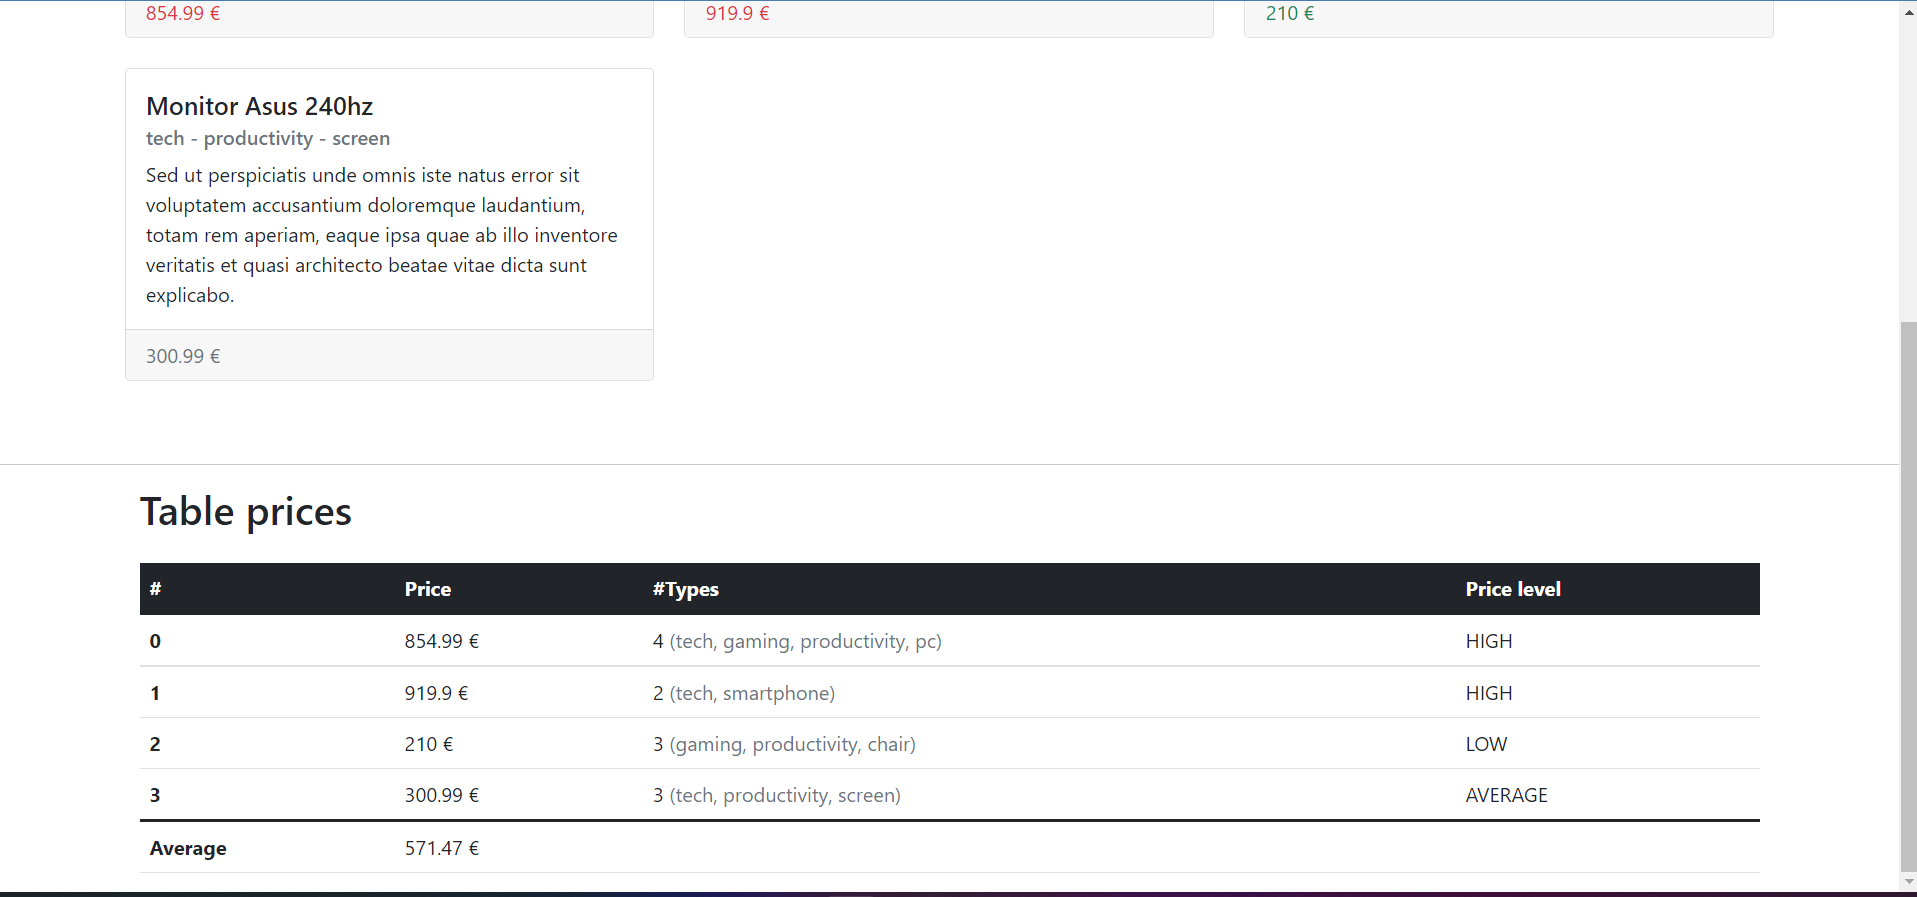 854.99 €
919.9 €
210 €
Monitor Asus 240hz
tech - productivity - screen
Sed ut perspiciatis unde omnis iste natus error sit
voluptatem accusantium doloremque laudantium,
totam rem aperiam, eaque ipsa quae ab illo inventore
veritatis et quasi architecto beatae vitae dicta sunt
explicabo.
300.99 €
Table prices
# Price #Types Price level
0 854.99 € 4 (tech, gaming, productivity, pc) HIGH
1 919.9 € 2 (tech, smartphone) HIGH
2 210 € 3 (gaming, productivity, chair) LOW
3 300.99 € 3 (tech, productivity, screen) AVERAGE
Average 571.47 €